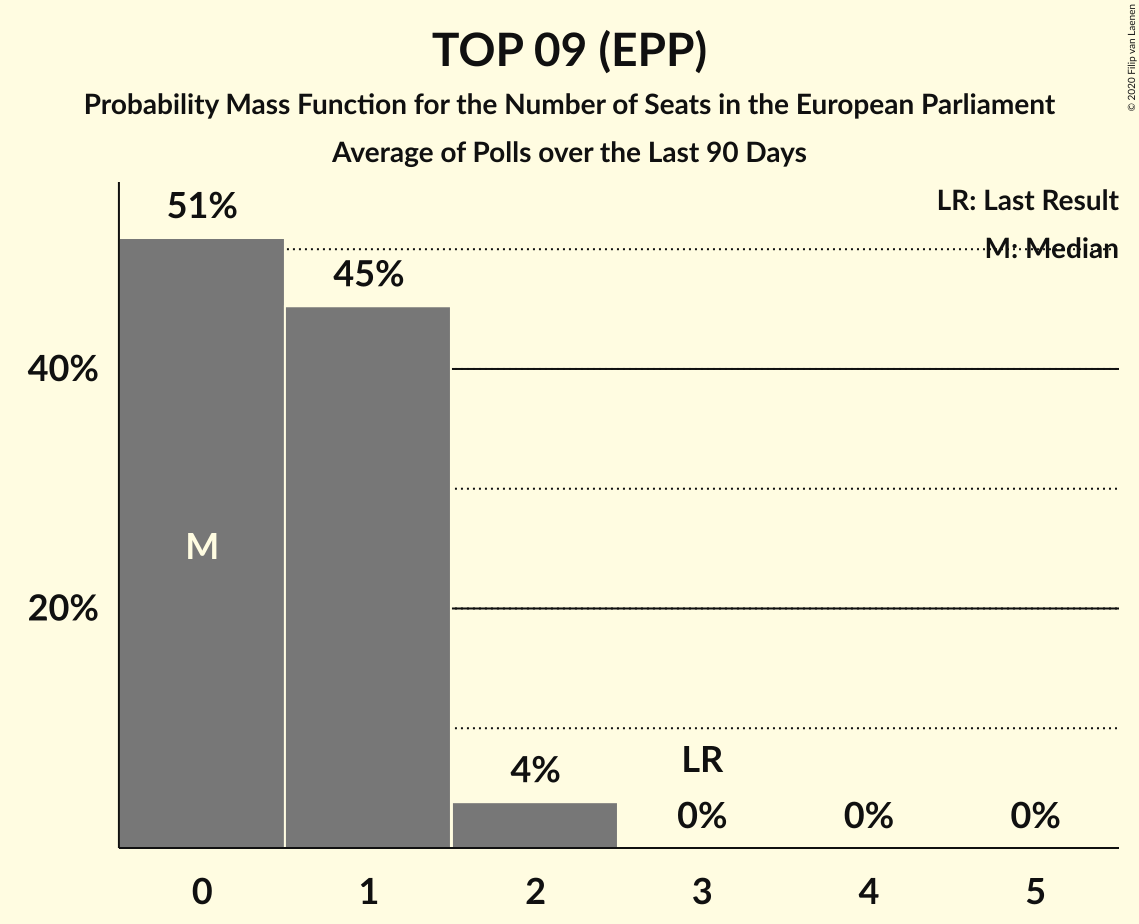 TOP 09 (EPP)
Probability Mass Function for the Number of Seats in the European Parliament
Average of Polls over the Last 90 Days
© 2020 Filip van Laenen
LR: Last Result
M: Median
51%
45%
40%
M
20%
4%
LR
0%
0%
0%
0 1 2 3 4 5